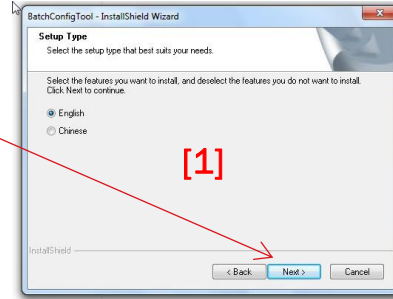 BatchConfigTool - InstallShield Wizard
Setup Type
Select the setup type that best suits your needs.
Select the features you want to install, and deselect the features you do not want to install.
Click Next to continue.
English
Chinese
[1]
InstallShield
< Back Next > Cancel